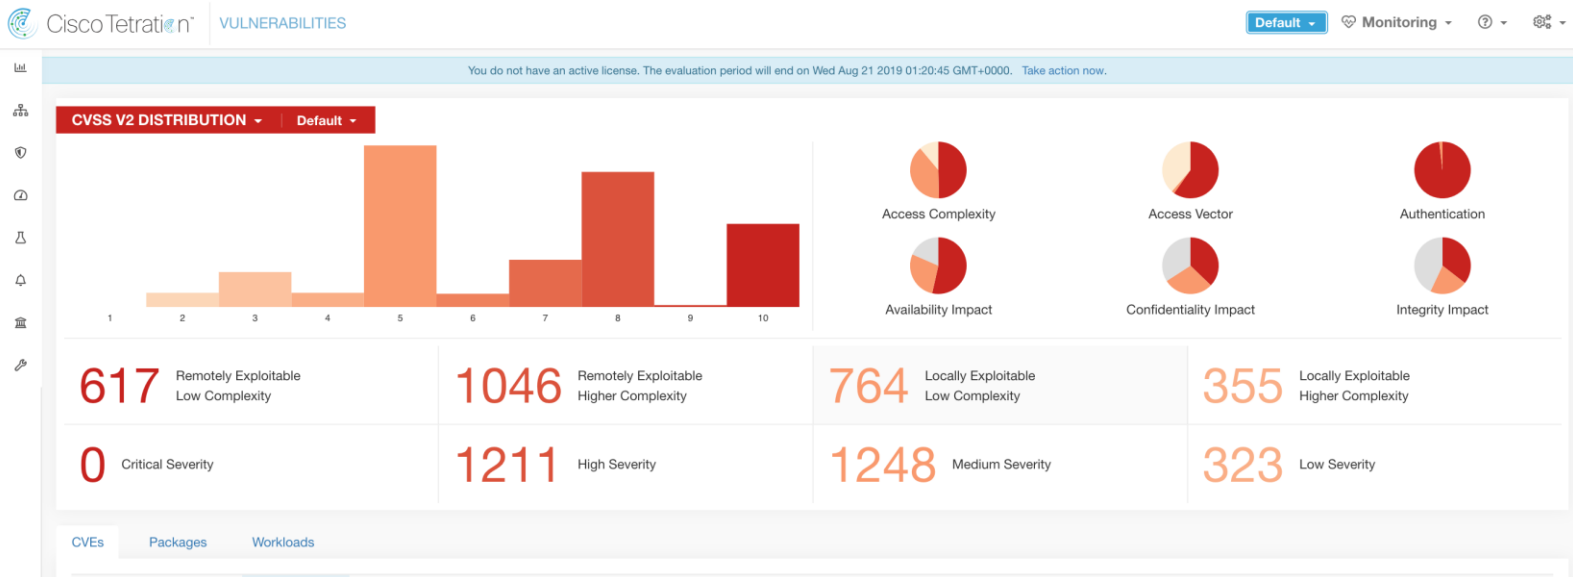 Cisco Tetration™ VULNERABILITIES Default Monitoring ?
You do not have an active license. The evaluation period will end on Wed Aug 21 2019 01:20:45 GMT+0000. Take action now.
CVSS V2 DISTRIBUTION Default
1 2 3 4 5 6 7 8 9 10
Access Complexity Access Vector Authentication
Availability Impact Confidentiality Impact Integrity Impact
617 Remotely Exploitable
Low Complexity
1046 Remotely Exploitable
Higher Complexity
764 Locally Exploitable
Low Complexity
355 Locally Exploitable
Higher Complexity
0 Critical Severity
1211 High Severity
1248 Medium Severity
323 Low Severity
CVEs Packages Workloads